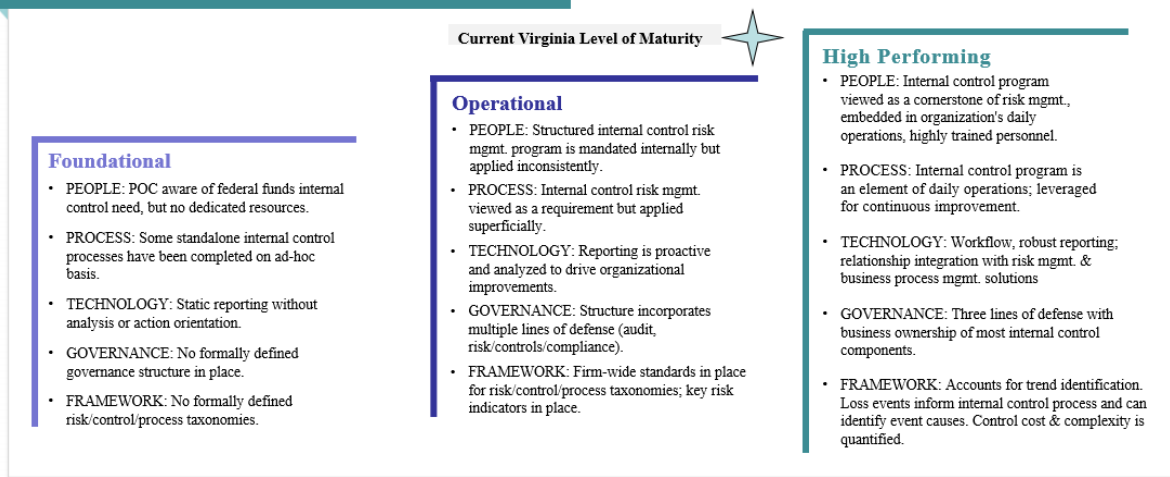 Current Virginia Level of Maturity
Foundational
• PEOPLE: POC aware of federal funds internal
control need, but no dedicated resources.
• PROCESS: Some standalone internal control
processes have been completed on ad-hoc
basis.
• TECHNOLOGY: Static reporting without
analysis or action orientation.
• GOVERNANCE: No formally defined
governance structure in place.
• FRAMEWORK: No formally defined
risk/control/process taxonomies.
Operational
• PEOPLE: Structured internal control risk
mgmt. program is mandated internally but
applied inconsistently.
• PROCESS: Internal control risk mgmt.
viewed as a requirement but applied
superficially.
• TECHNOLOGY: Reporting is proactive
and analyzed to drive organizational
improvements.
• GOVERNANCE: Structure incorporates
multiple lines of defense (audit,
risk/controls/compliance).
• FRAMEWORK: Firm-wide standards in place
for risk/control/process taxonomies; key risk
indicators in place.
High Performing
• PEOPLE: Internal control program
viewed as a cornerstone of risk mgmt.,
embedded in organization's daily
operations, highly trained personnel.
• PROCESS: Internal control program is
an element of daily operations; leveraged
for continuous improvement.
• TECHNOLOGY: Workflow, robust reporting;
relationship integration with risk mgmt. &
business process mgmt. solutions
• GOVERNANCE: Three lines of defense with
business ownership of most internal control
components.
• FRAMEWORK: Accounts for trend identification.
Loss events inform internal control process and can
identify event causes. Control cost & complexity is
quantified.